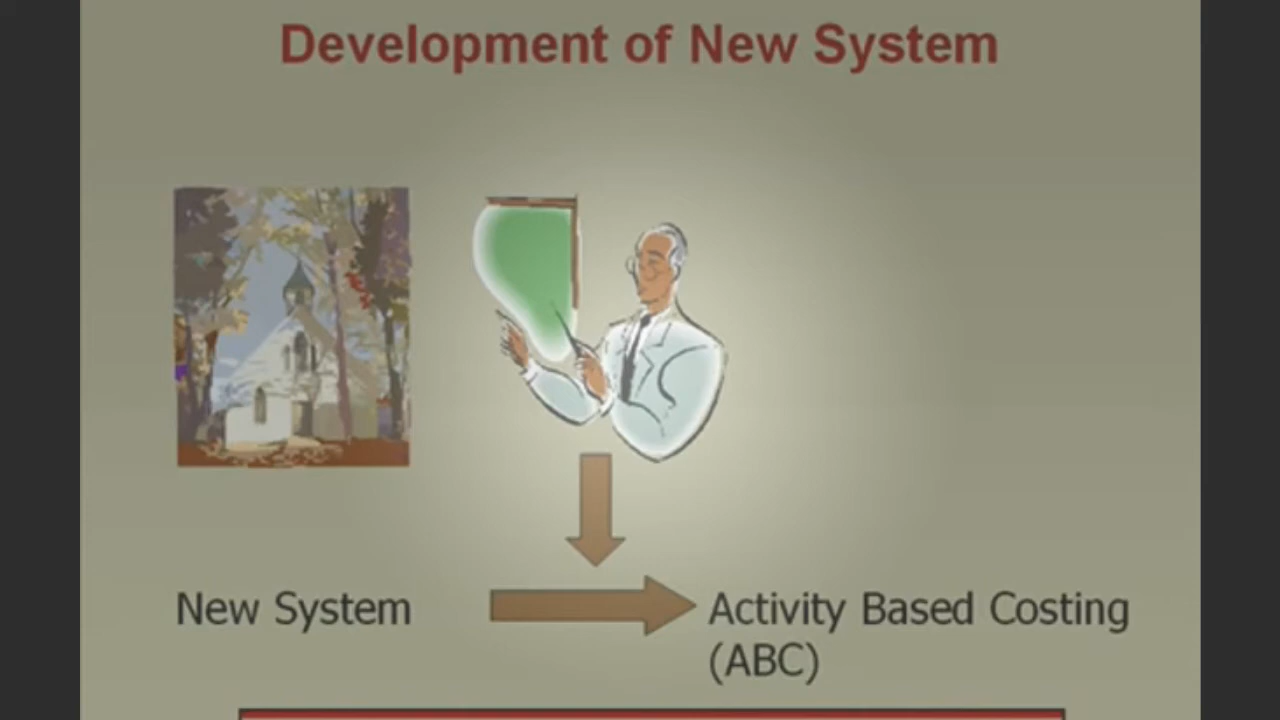 Development of New System
New System
Activity Based Costing
(ABC)